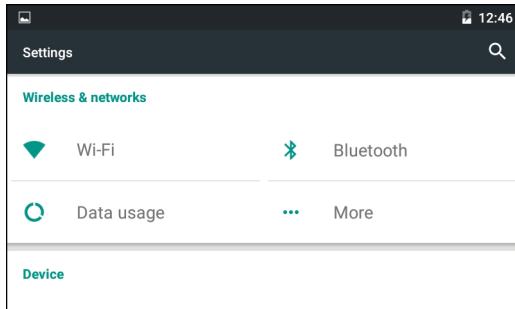 12:46
Settings
Wireless & networks
Wi-Fi Bluetooth
Data usage More
Device